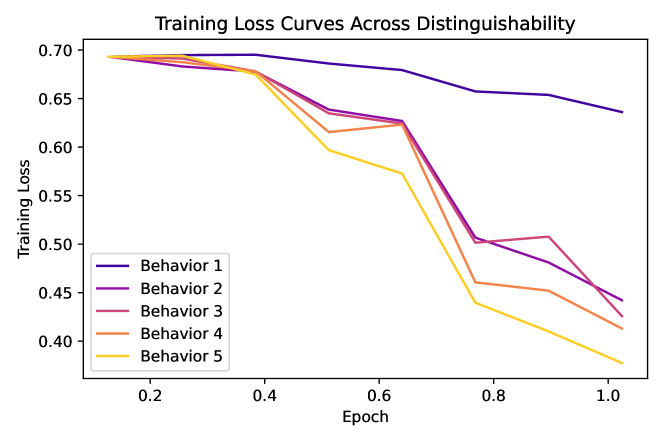 Training Loss Curves Across Distinguishability
Training Loss
0.70
0.65
0.60
0.55
0.50
0.45
0.40
Behavior 1
Behavior 2
Behavior 3
Behavior 4
Behavior 5
0.2 0.4 0.6 0.8 1.0
Epoch